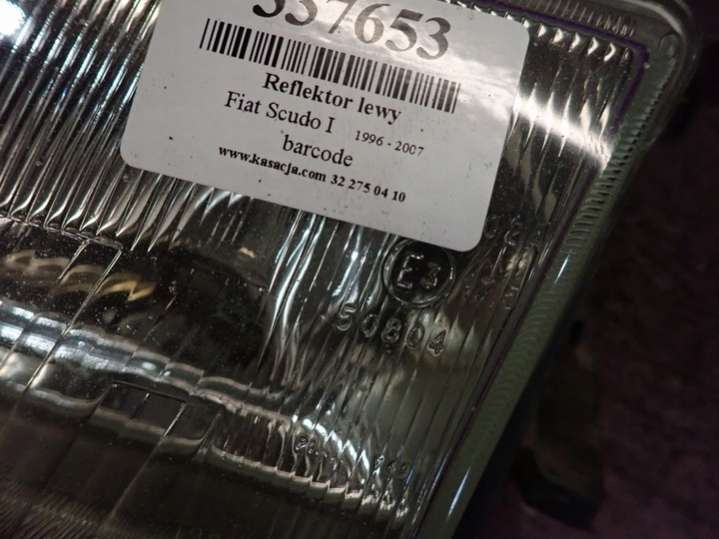 337653
Reflektor lewy
Fiat Scudo I 1996 - 2007
barcode
www.kasacja.com 32 275 04 10
E3
50804